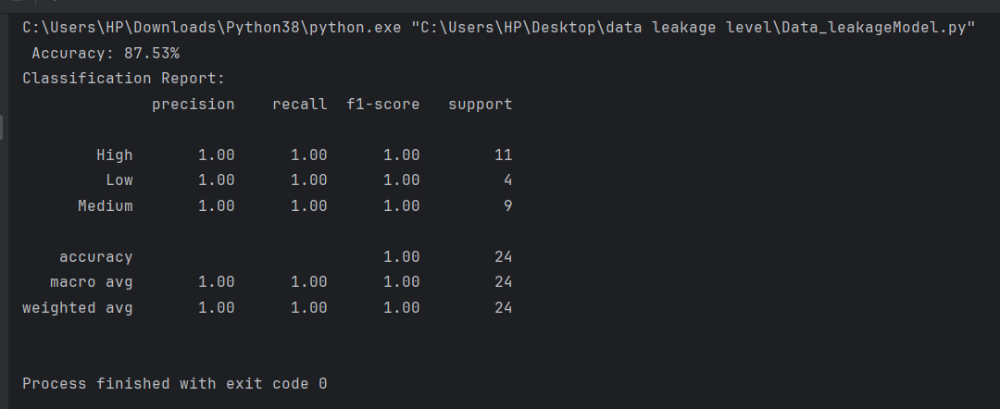 C:\Users\HP\Downloads\Python38\python.exe "C:\Users\HP\Desktop\data leakage level\Data_leakageModel.py"
Accuracy: 87.53%
Classification Report:
precision recall f1-score support
High 1.00 1.00 1.00 11
Low 1.00 1.00 1.00 4
Medium 1.00 1.00 1.00 9
accuracy 1.00 24
macro avg 1.00 1.00 1.00 24
weighted avg 1.00 1.00 1.00 24
Process finished with exit code 0